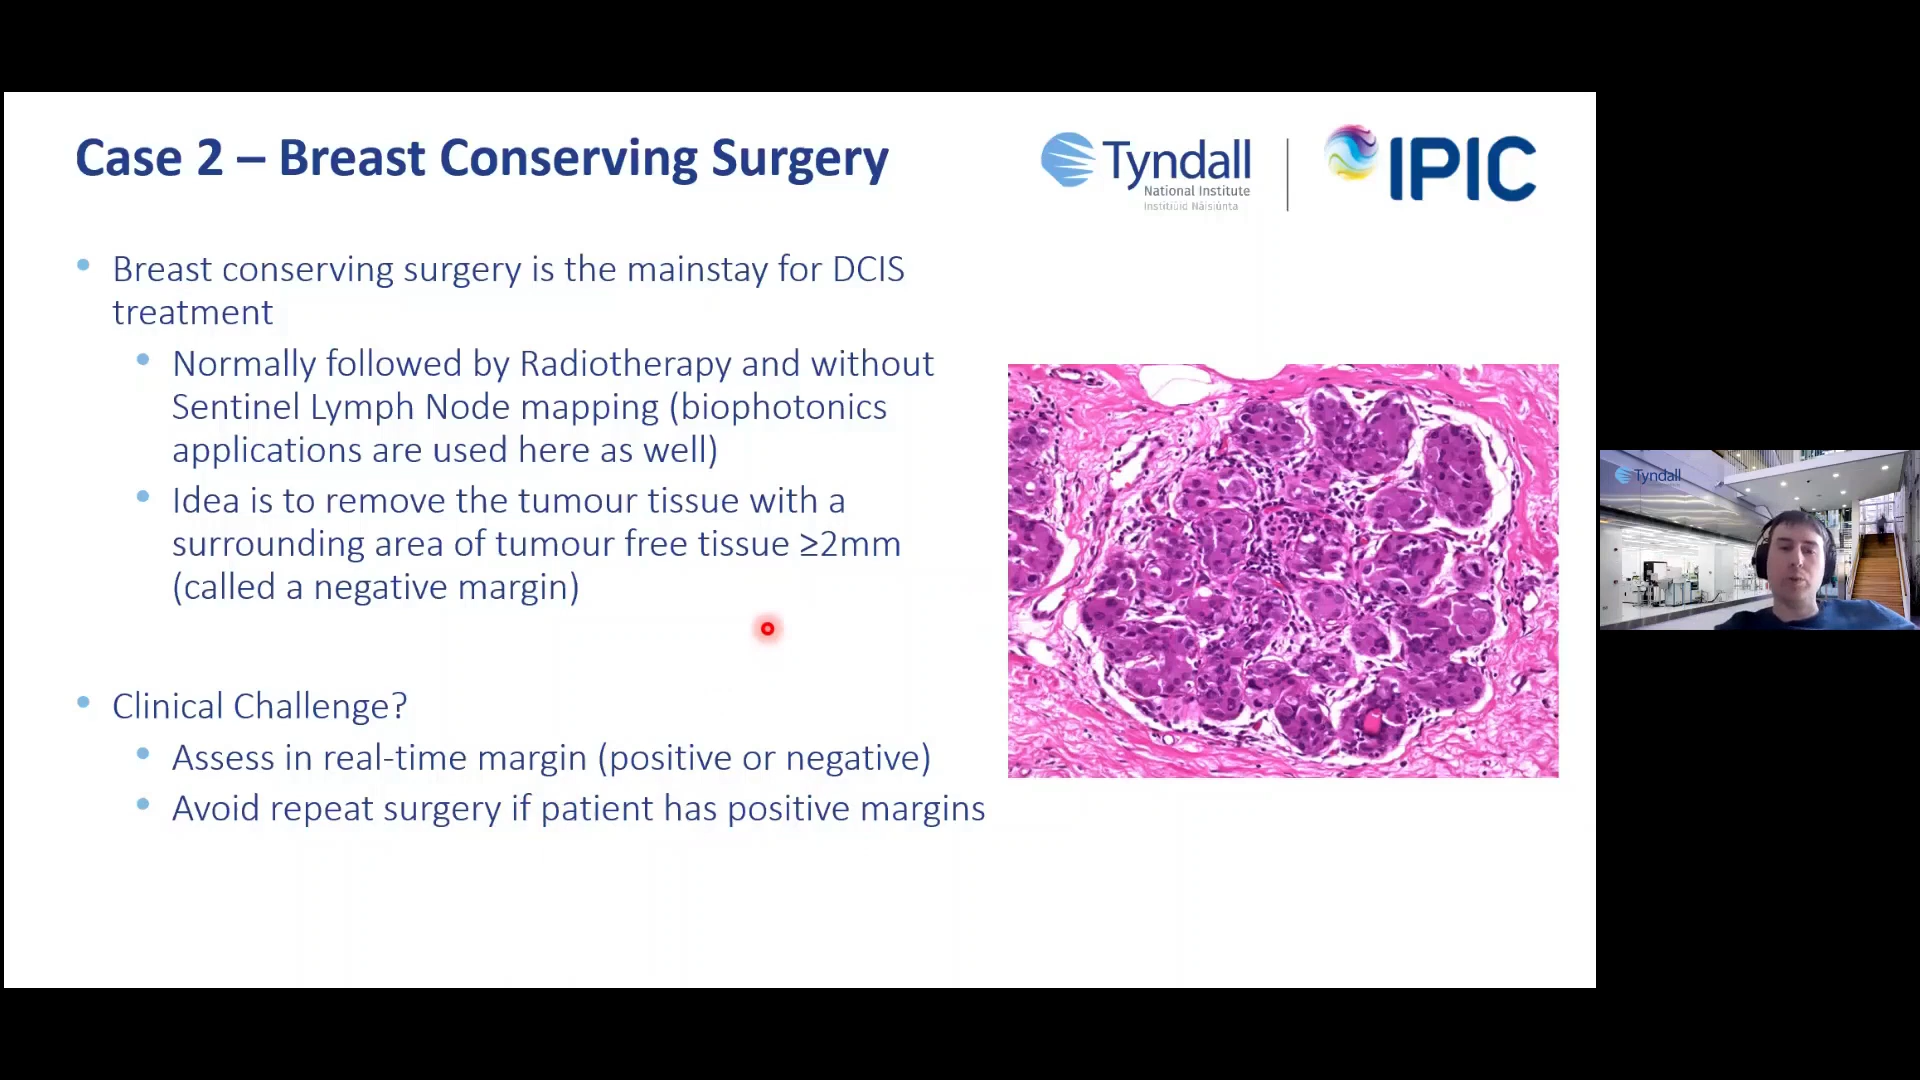 Case 2 – Breast Conserving Surgery
Tyndall
National Institute
Institiúid Náisiúnta
IPIC
Breast conserving surgery is the mainstay for DCIS
treatment
Normally followed by Radiotherapy and without
Sentinel Lymph Node mapping (biophotonics
applications are used here as well)
Idea is to remove the tumour tissue with a
surrounding area of tumour free tissue ≥2mm
(called a negative margin)
Clinical Challenge?
Assess in real-time margin (positive or negative)
Avoid repeat surgery if patient has positive margins
Tyndall